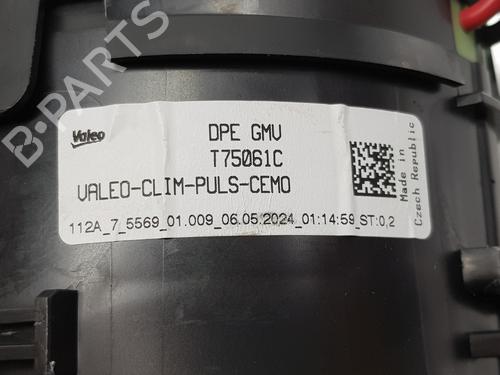 B-PARTS
Valeo
DPE GMV
T75061C
VALEO-CLIM-PULS-CEMO
112A_7_5569_01.009_06.05.2024_01:14:59_ST:0,2
Made in
Czech Republic